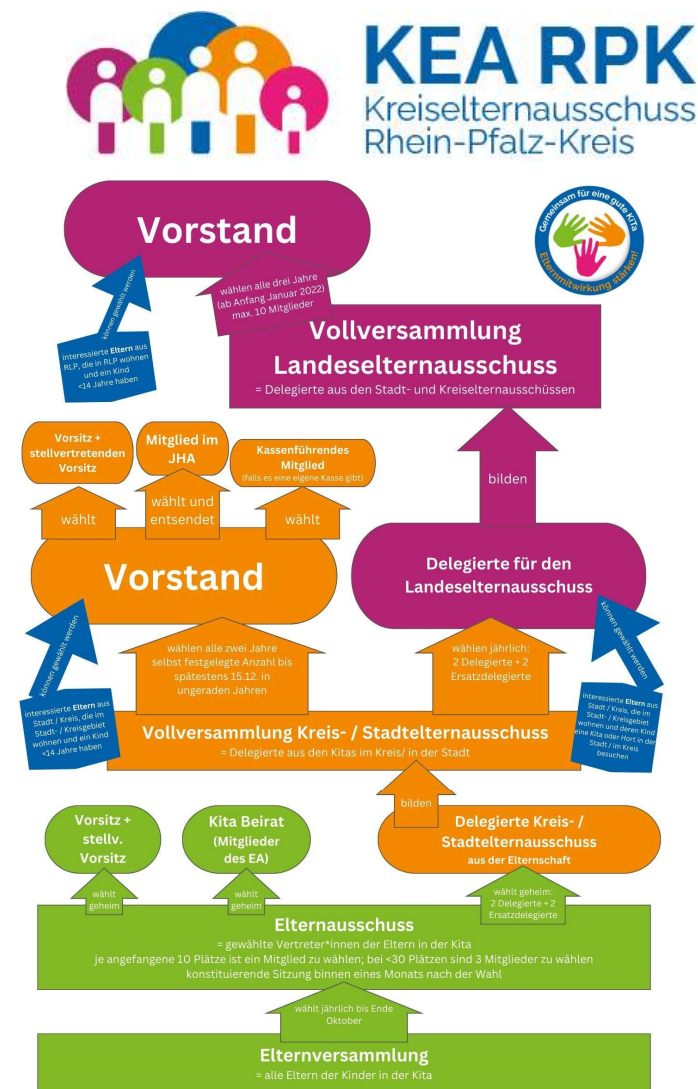 KEA RPK
Kreiselternausschuss
Rhein-Pfalz-Kreis
Gemeinsam für eine gute KiTa
Elternmitwirkung stärken!
Vorstand
können gewählt werden
wählen alle drei Jahre
(ab Anfang Januar 2022)
max. 10 Mitglieder
interessierte Eltern aus
RLP, die in RLP wohnen
und ein Kind
<14 Jahre haben
Vollversammlung
Landeselternausschuss
= Delegierte aus den Stadt- und Kreiselternausschüssen
Vorsitz +
stellvertretenden
Vorsitz
Mitglied im
JHA
Kassenführendes
Mitglied
(falls es eine eigene Kasse gibt)
wählt
wählt und
entsendet
wählt
bilden
Vorstand
Delegierte für den
Landeselternausschuss
können gewählt werden
wählen alle zwei Jahre
selbst festgelegte Anzahl bis
spätestens 15.12. in
ungeraden Jahren
wählen jährlich:
2 Delegierte + 2
Ersatzdelegierte
können gewählt werden
interessierte Eltern aus
Stadt / Kreis, die im
Stadt- / Kreisgebiet
wohnen und ein Kind
<14 Jahre haben
Vollversammlung Kreis- / Stadtelternausschuss
= Delegierte aus den Kitas im Kreis/ in der Stadt
interessierte Eltern aus
Stadt / Kreis, die im
Stadt- / Kreisgebiet
wohnen und deren Kind
eine Kita oder Hort in der
Stadt / im Kreis
besuchen
bilden
Vorsitz +
stellv.
Vorsitz
Kita Beirat
(Mitglieder
des EA)
Delegierte Kreis- /
Stadtelternausschuss
aus der Elternschaft
wählt
geheim
wählt
geheim
wählt geheim:
2 Delegierte + 2
Ersatzdelegierte
Elternausschuss
= gewählte Vertreter*innen der Eltern in der Kita
je angefangene 10 Plätze ist ein Mitglied zu wählen; bei <30 Plätzen sind 3 Mitglieder zu wählen
konstituierende Sitzung binnen eines Monats nach der Wahl
wählt jährlich bis Ende
Oktober
Elternversammlung
= alle Eltern der Kinder in der Kita